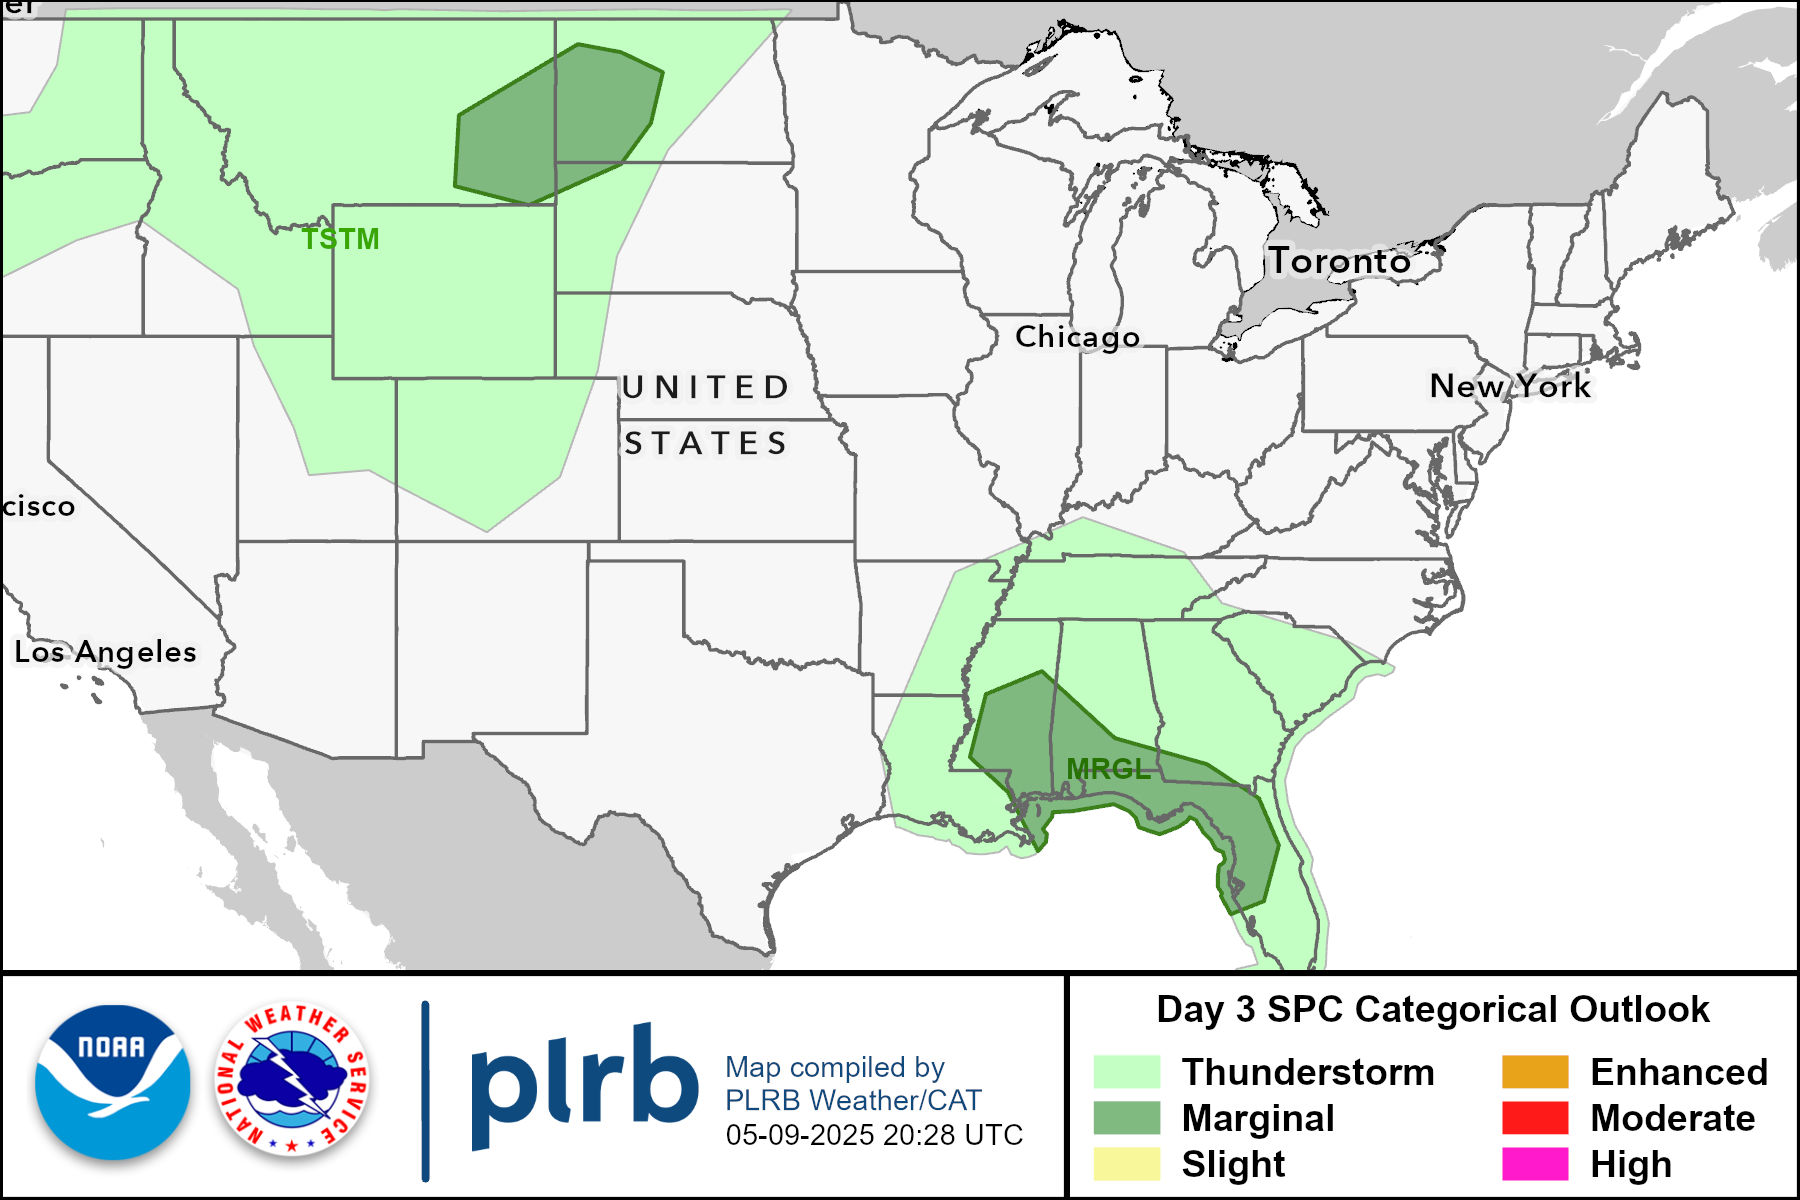 er
TSTM
Toronto
Chicago
New York
UNITED
STATES
cisco
Los Angeles
MRGL
NOAA
NATIONAL WEATHER SERVICE
plrb
Map compiled by
PLRB Weather/CAT
05-09-2025 20:28 UTC
Day 3 SPC Categorical Outlook
Thunderstorm
Marginal
Slight
Enhanced
Moderate
High